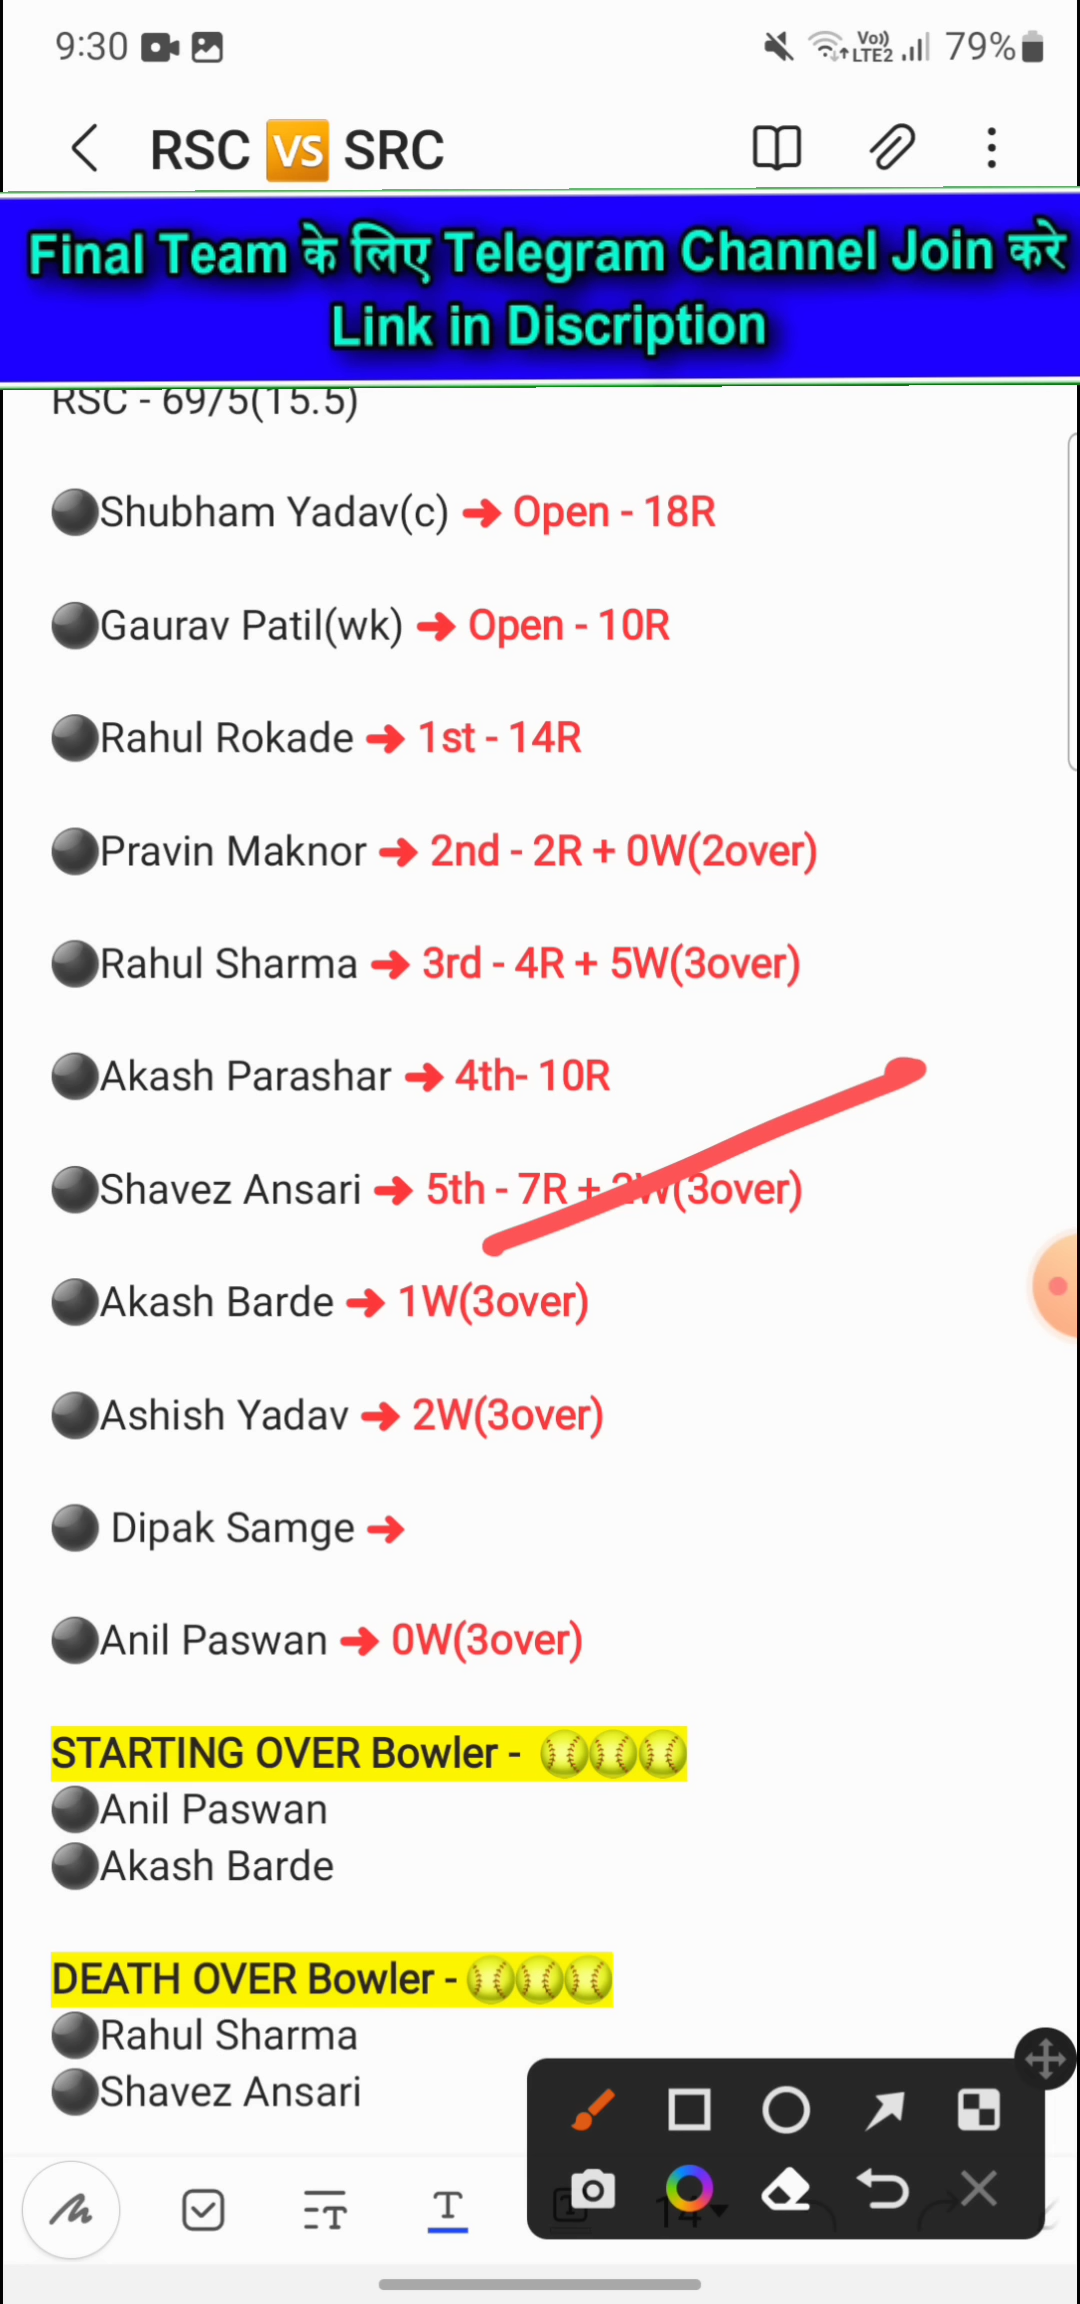 9:30 Vo)) LTE2 79%
RSC VS SRC
Final Team के लिए Telegram Channel Join करे
Link in Discription
RSC - 69/5(15.5)
Shubham Yadav(c) ➔ Open - 18R
Gaurav Patil(wk) ➔ Open - 10R
Rahul Rokade ➔ 1st - 14R
Pravin Maknor ➔ 2nd - 2R + 0W(2over)
Rahul Sharma ➔ 3rd - 4R + 5W(3over)
Akash Parashar ➔ 4th- 10R
Shavez Ansari ➔ 5th - 7R + 2W(3over)
Akash Barde ➔ 1W(3over)
Ashish Yadav ➔ 2W(3over)
Dipak Samge ➔
Anil Paswan ➔ 0W(3over)
STARTING OVER Bowler -
Anil Paswan
Akash Barde
DEATH OVER Bowler -
Rahul Sharma
Shavez Ansari
T T 14